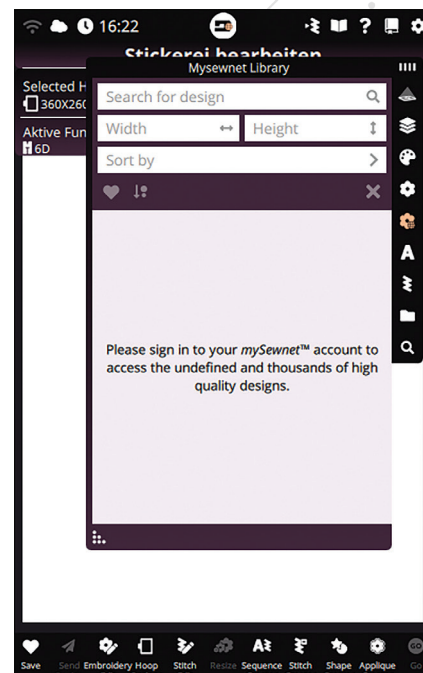 16:22
?
Stickerei bearbeiten
Mysewnet Library
Selected H
360X260
Aktive Fun
6D
Search for design
Width
Height
Sort by
Please sign in to your mySewnet™ account to
access the undefined and thousands of high
quality designs.
A
Save Send Embroidery Hoop Stitch Resize Sequence Stitch Shape Applique Go